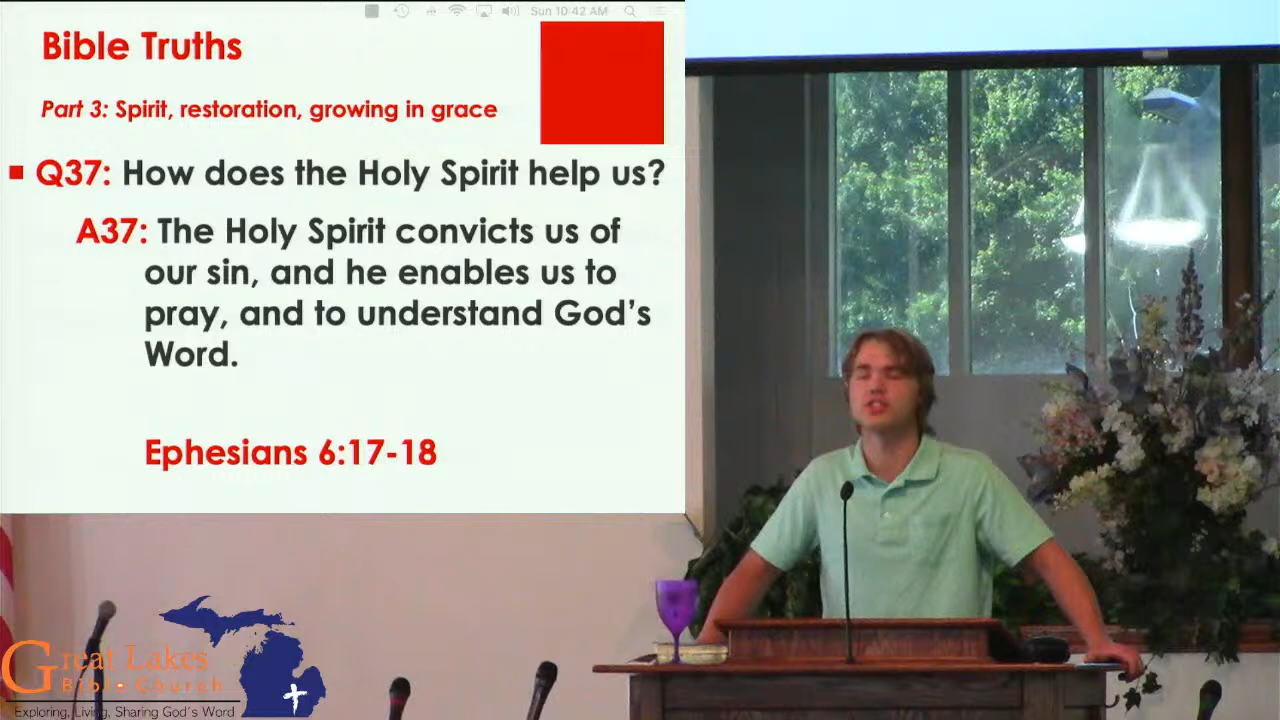 Sun 10:42 AM
Bible Truths
Part 3: Spirit, restoration, growing in grace
Q37: How does the Holy Spirit help us?
A37: The Holy Spirit convicts us of
our sin, and he enables us to
pray, and to understand God's
Word.
Ephesians 6:17-18
Great Lakes
Bible Church
Exploring, Living, Sharing God's Word